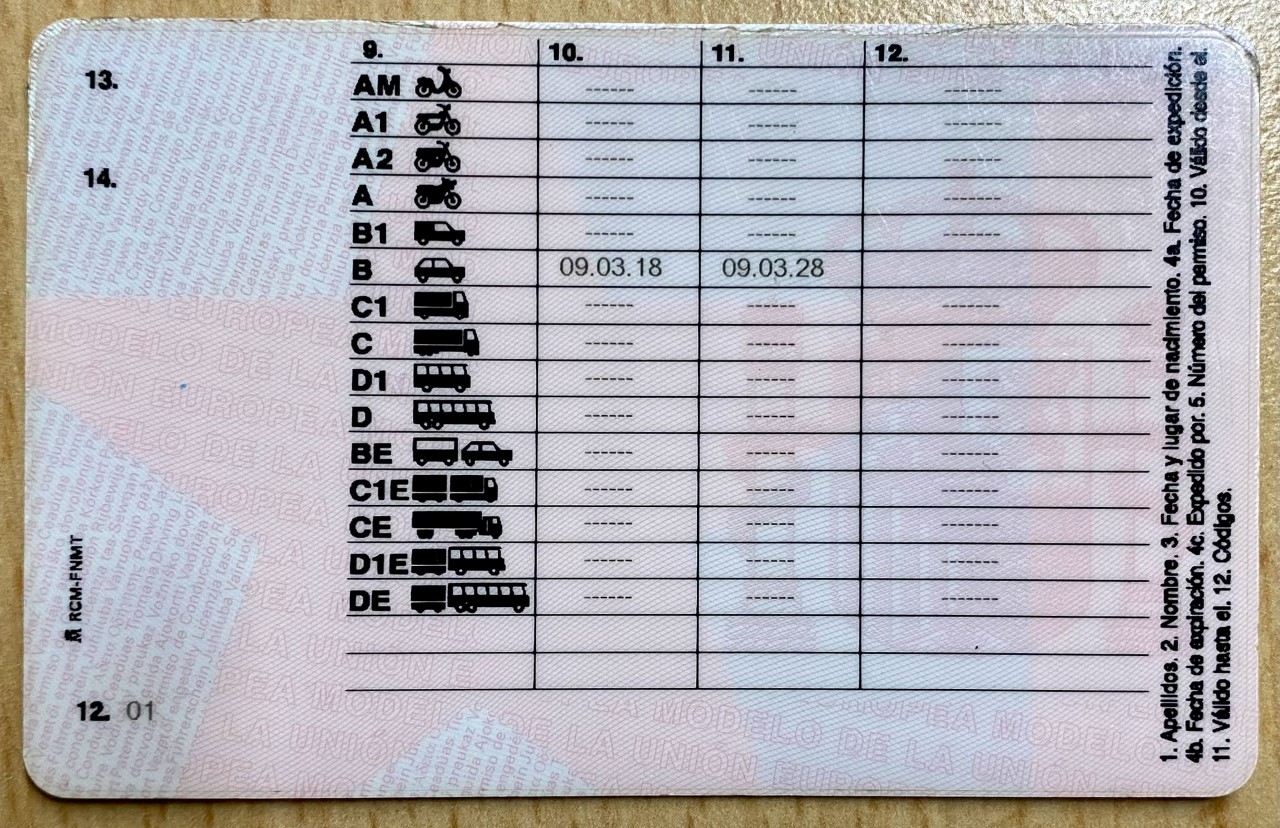 13.
14.
9. 10. 11. 12.
AM ------ ------ -------
A1 ------ ------ -------
A2 ------ ------ -------
A ------ ------ -------
B1 ------ ------ -------
B 09.03.18 09.03.28
C1 ------ ------ -------
C ------ ------ -------
D1 ------ ------ -------
D ------ ------ -------
BE ------ ------ -------
C1E ------ ------ -------
CE ------ ------ -------
D1E ------ ------ -------
DE ------ ------ -------
RCM-FNMT
12. 01
1. Apellidos. 2. Nombre. 3. Fecha y lugar de nacimiento. 4a. Fecha de expedición.
4b. Fecha de expiración. 4c. Expedido por. 5. Número del permiso. 10. Válido desde el.
11. Válido hasta el. 12. Códigos.
MODELO DE LA UNIÓN EUROPEA